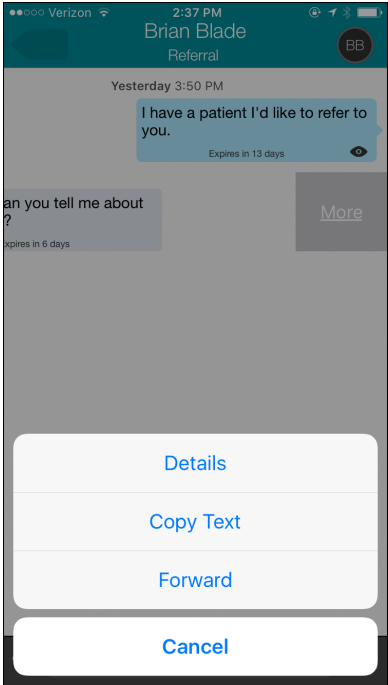 Verizon 2:37 PM
Brian Blade
Referral
BB
Yesterday 3:50 PM
I have a patient I'd like to refer to
you.
Expires in 13 days
an you tell me about
?
xpires in 6 days
More
Details
Copy Text
Forward
Cancel